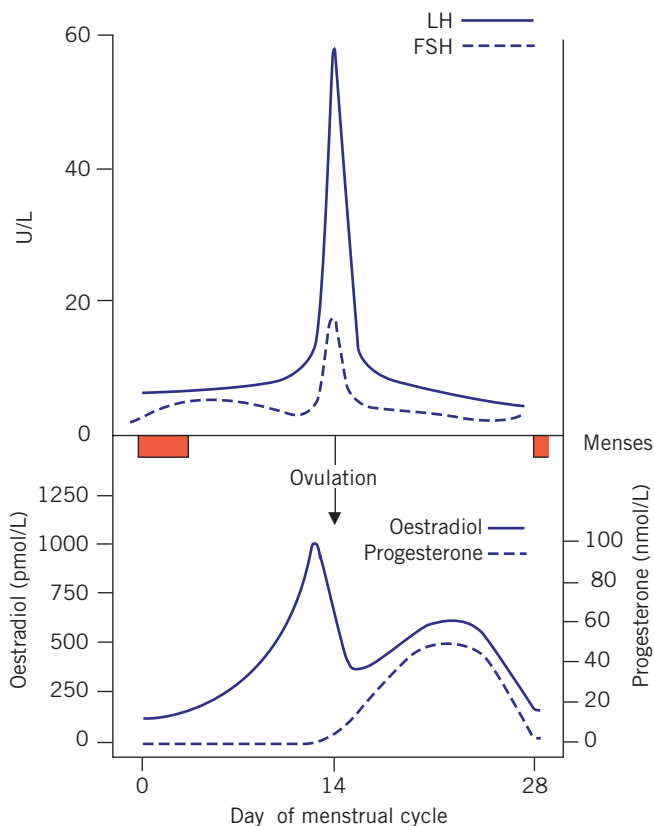 LH
FSH
60
40
20
0
U/L
Menses
Ovulation
Oestradiol
Progesterone
1250
1000
750
500
250
0
Oestradiol (pmol/L)
100
80
60
40
20
0
Progesterone (nmol/L)
0 14 28
Day of menstrual cycle